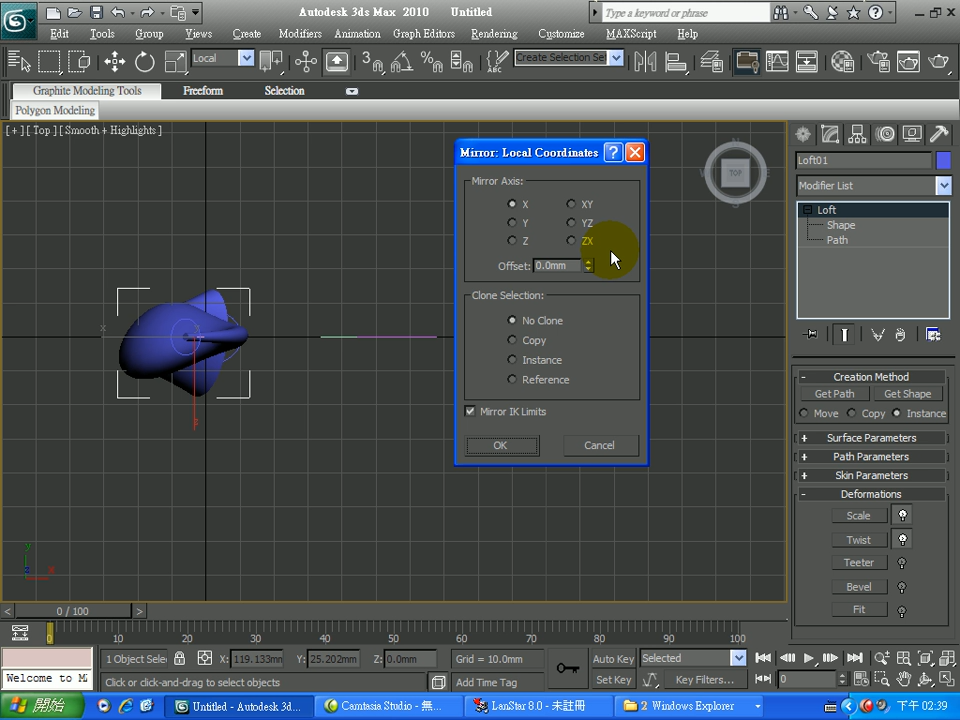 Autodesk 3ds Max 2010 Untitled
Type a keyword or phrase
Edit Tools Group Views Create Modifiers Animation Graph Editors Rendering Customize MAXScript Help
Local
3
Create Selection Se
Graphite Modeling Tools Freeform Selection
Polygon Modeling
[ + ] [ Top ] [ Smooth + Highlights ]
Mirror: Local Coordinates
Mirror Axis:
X XY
Y YZ
Z ZX
Offset: 0.0mm
Clone Selection:
No Clone
Copy
Instance
Reference
Mirror IK Limits
OK Cancel
TOP
Loft01
Modifier List
Loft
Shape
Path
- Creation Method
Get Path Get Shape
Move Copy Instance
+ Surface Parameters
+ Path Parameters
+ Skin Parameters
- Deformations
Scale
Twist
Teeter
Bevel
Fit
x
y
x
z
< 0 / 100 >
0 10 20 30 40 50 60 70 80 90 100
1 Object Sele X: 119.133mm Y: 25.202mm Z: 0.0mm Grid = 10.0mm Auto Key Selected
Welcome to M Click or click-and-drag to select objects Add Time Tag Set Key Key Filters... 0
開始 Untitled - Autodesk 3d... Camtasia Studio - 無... LanStar 8.0 - 未註冊 2 Windows Explorer 下午 02:39